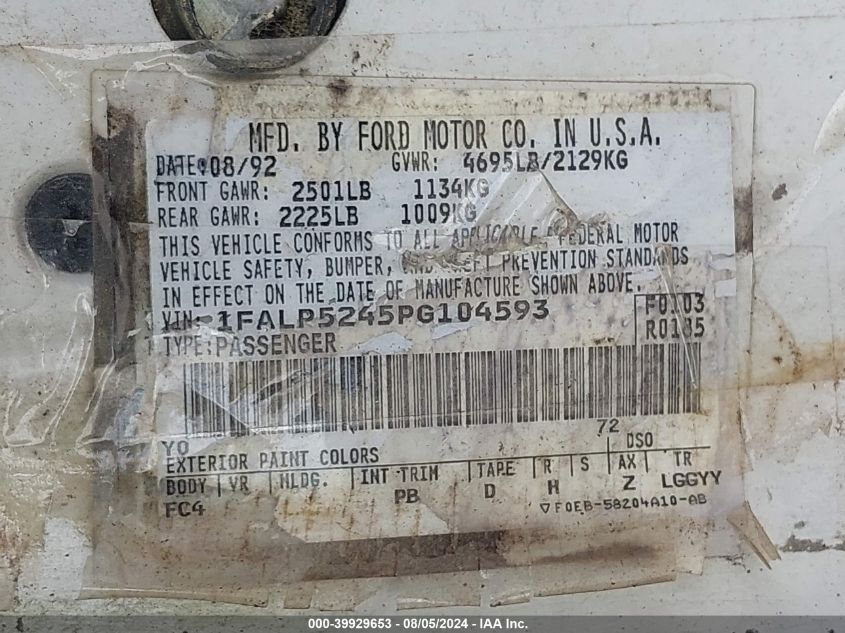 MFD. BY FORD MOTOR CO. IN U.S.A.
DATE:08/92 GVWR: 4695LB/2129KG
FRONT GAWR: 2501LB 1134KG
REAR GAWR: 2225LB 1009KG
THIS VEHICLE CONFORMS TO ALL APPLICABLE FEDERAL MOTOR
VEHICLE SAFETY, BUMPER, AND THEFT PREVENTION STANDARDS
IN EFFECT ON THE DATE OF MANUFACTURE SHOWN ABOVE.
VIN: 1FALP5245PG104593 F0103
TYPE:PASSENGER R0185
YO 72
EXTERIOR PAINT COLORS DSO
BODY VR MLDG. INT TRIM TAPE R S AX TR
FC4 PB D H Z LGGYY
▽F0EB-58204A10-AB
000-39929653 - 08/05/2024 - IAA, Inc.